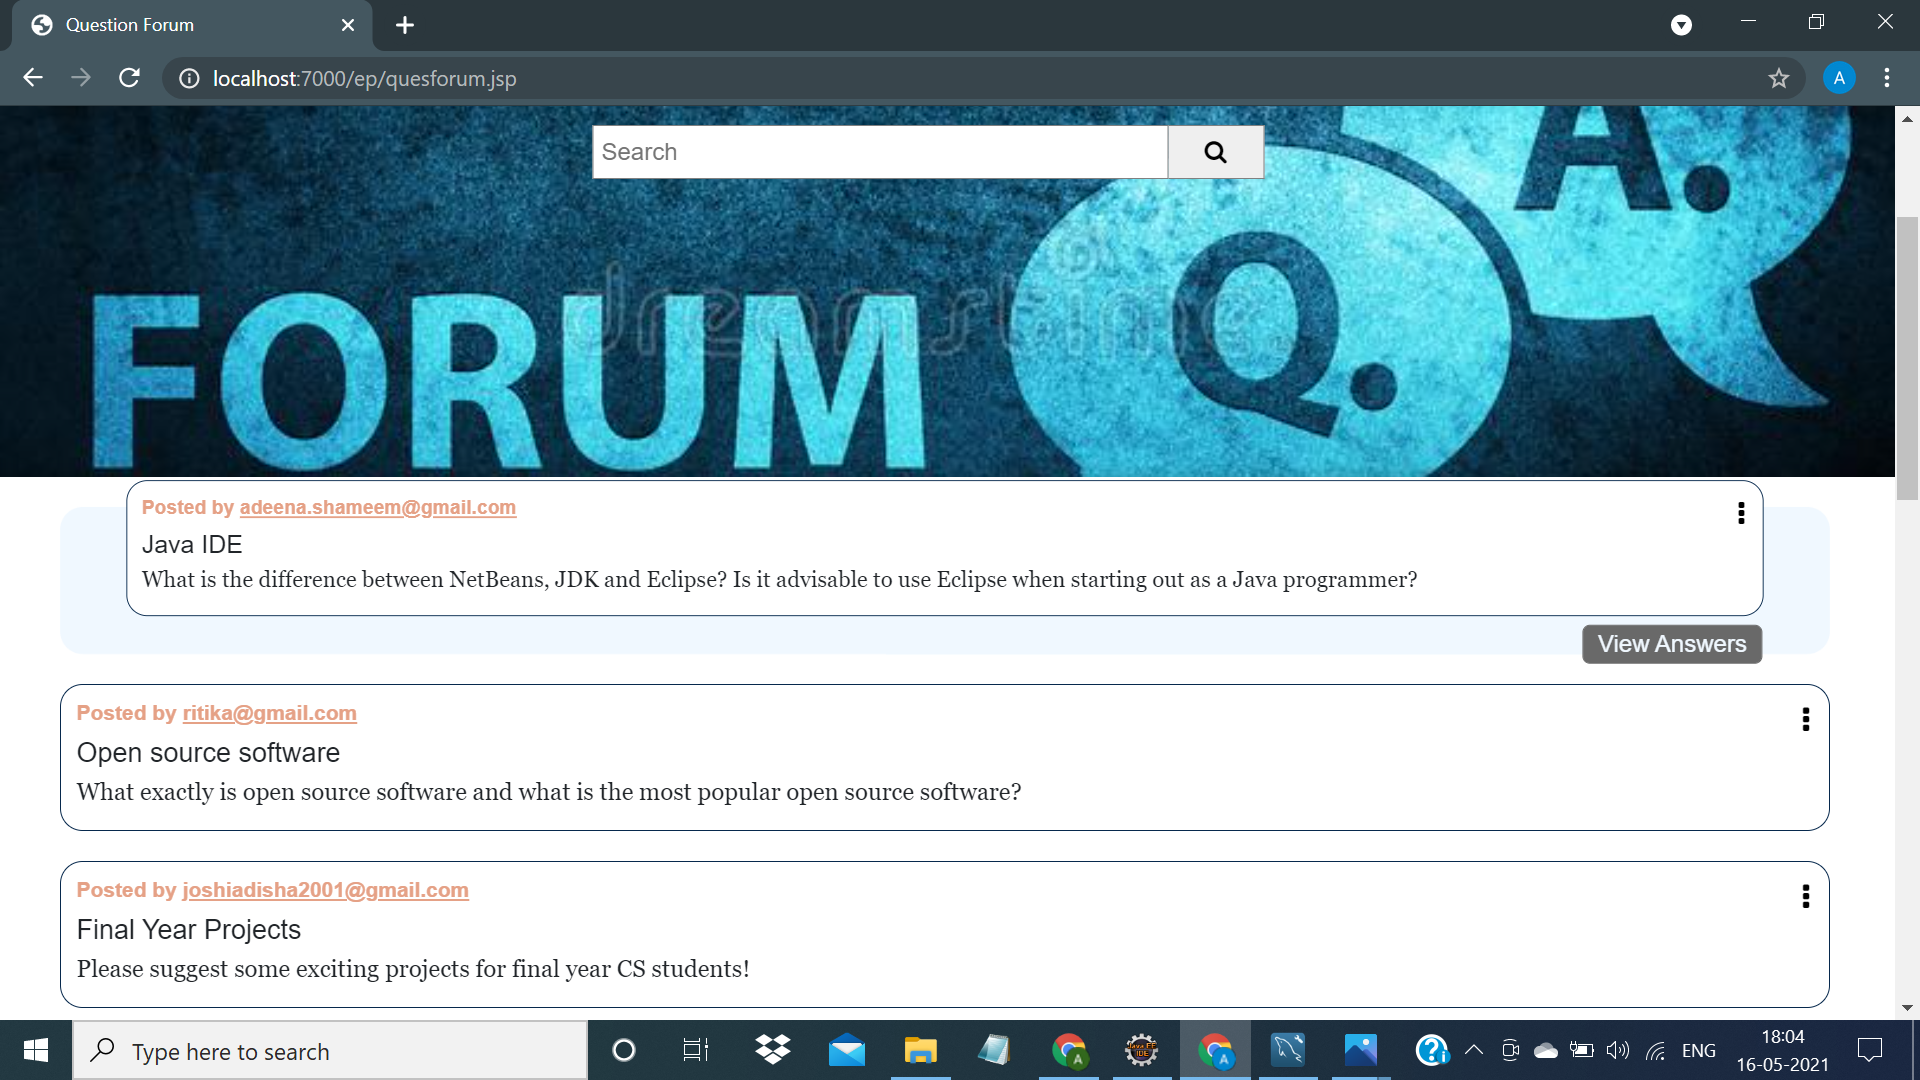 Question Forum
localhost:7000/ep/quesforum.jsp
A
Search
A.
Q.
FORUM
dreamstime
Posted by adeena.shameem@gmail.com
Java IDE
What is the difference between NetBeans, JDK and Eclipse? Is it advisable to use Eclipse when starting out as a Java programmer?
View Answers
Posted by ritika@gmail.com
Open source software
What exactly is open source software and what is the most popular open source software?
Posted by joshiadisha2001@gmail.com
Final Year Projects
Please suggest some exciting projects for final year CS students!
Type here to search
A
Java EE
IDE
A
ENG
18:04
16-05-2021